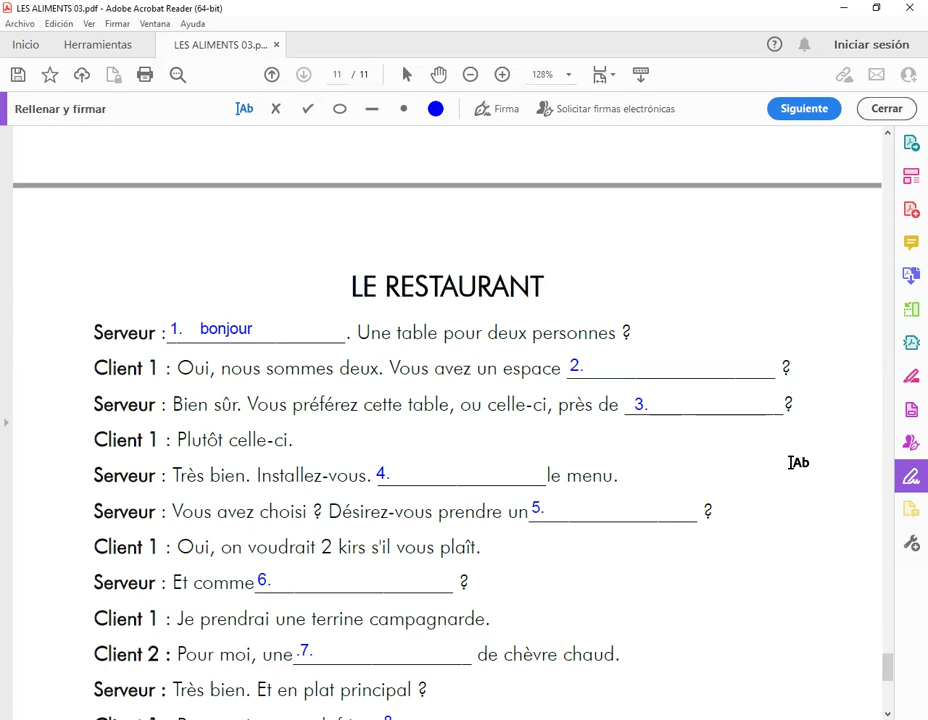 LES ALIMENTS 03.pdf - Adobe Acrobat Reader (64-bit)
Archivo Edición Ver Firmar Ventana Ayuda
Inicio Herramientas LES ALIMENTS 03.p... × Iniciar sesión
11 / 11 128%
Rellenar y firmar Ab Firma Solicitar firmas electrónicas Siguiente Cerrar
LE RESTAURANT
Serveur : 1. bonjour . Une table pour deux personnes ?
Client 1 : Oui, nous sommes deux. Vous avez un espace 2. ?
Serveur : Bien sûr. Vous préférez cette table, ou celle-ci, près de 3. ?
Client 1 : Plutôt celle-ci.
Ab
Serveur : Très bien. Installez-vous. 4. le menu.
Serveur : Vous avez choisi ? Désirez-vous prendre un 5. ?
Client 1 : Oui, on voudrait 2 kirs s'il vous plaît.
Serveur : Et comme 6. ?
Client 1 : Je prendrai une terrine campagnarde.
Client 2 : Pour moi, une .7. de chèvre chaud.
Serveur : Très bien. Et en plat principal ?